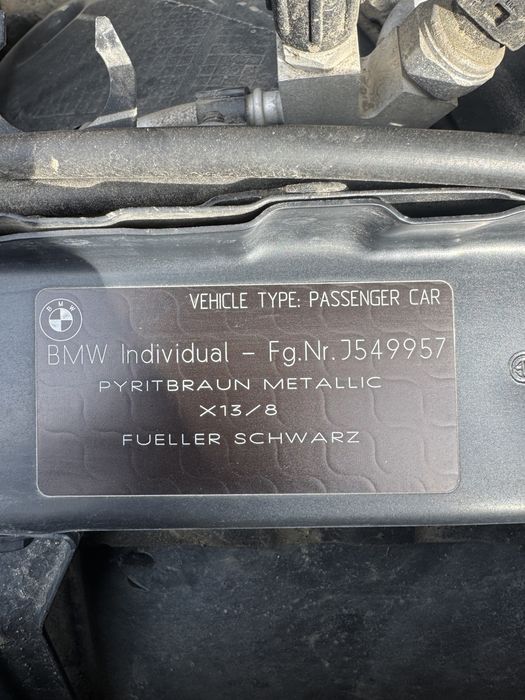 BMW
VEHICLE TYPE: PASSENGER CAR
BMW Individual - Fg.Nr.J549957
PYRITBRAUN METALLIC
X13/8
FUELLER SCHWARZ